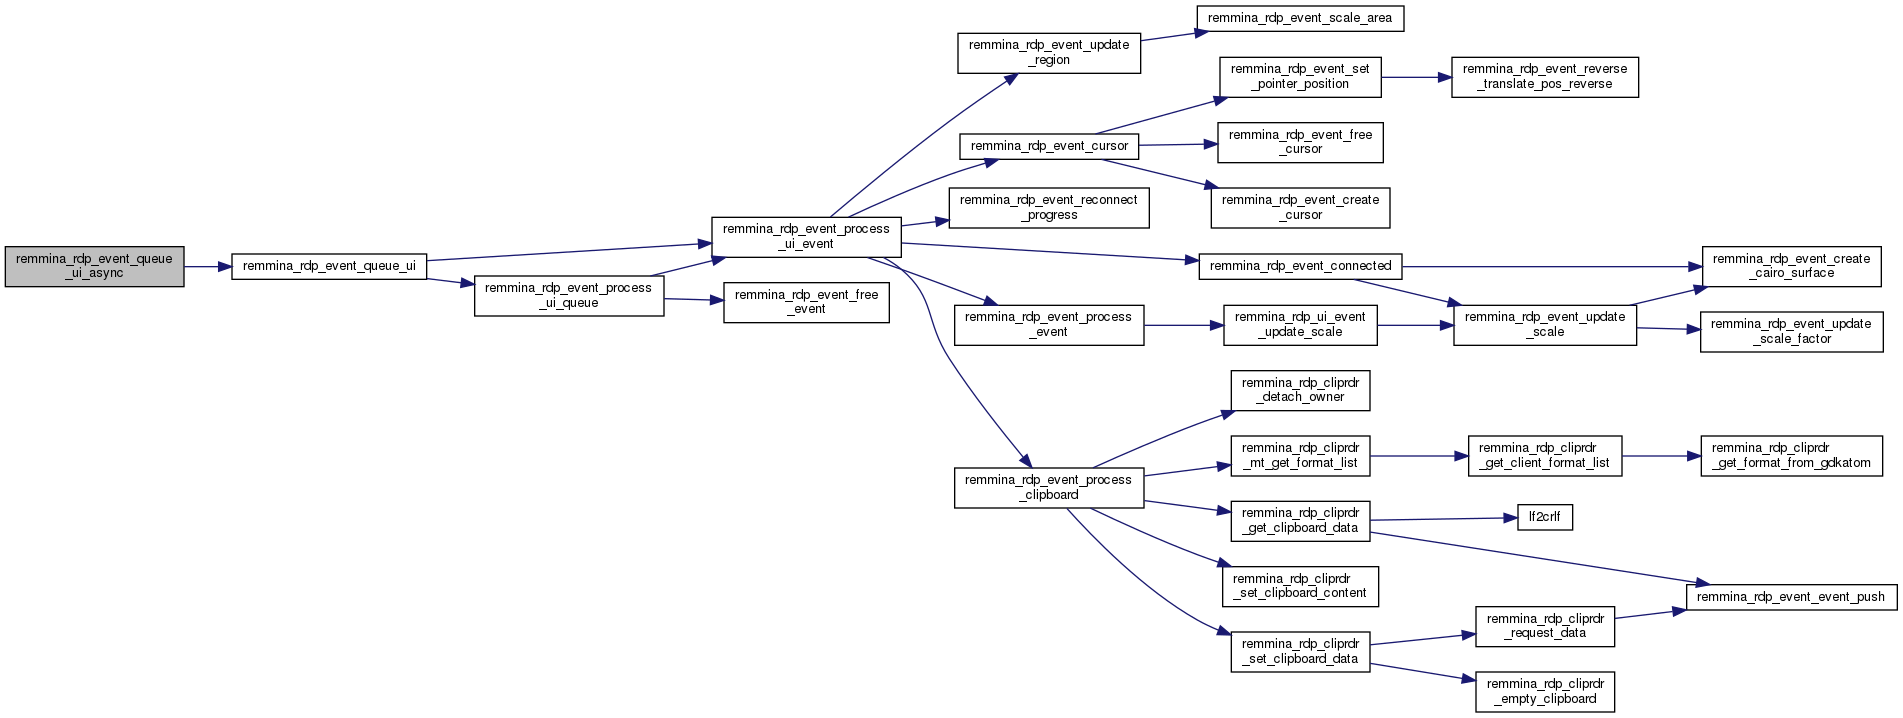 remmina_rdp_event_queue
_ui_async
remmina_rdp_event_queue_ui
remmina_rdp_event_process
_ui_queue
remmina_rdp_event_process
_ui_event
remmina_rdp_event_free
_event
remmina_rdp_event_update
_region
remmina_rdp_event_cursor
remmina_rdp_event_reconnect
_progress
remmina_rdp_event_process
_event
remmina_rdp_event_process
_clipboard
remmina_rdp_event_scale_area
remmina_rdp_event_set
_pointer_position
remmina_rdp_event_free
_cursor
remmina_rdp_event_create
_cursor
remmina_rdp_event_connected
remmina_rdp_ui_event
_update_scale
remmina_rdp_cliprdr
_detach_owner
remmina_rdp_cliprdr
_mt_get_format_list
remmina_rdp_cliprdr
_get_clipboard_data
remmina_rdp_cliprdr
_set_clipboard_content
remmina_rdp_cliprdr
_set_clipboard_data
remmina_rdp_event_reverse
_translate_pos_reverse
remmina_rdp_event_update
_scale
remmina_rdp_cliprdr
_get_client_format_list
lf2crlf
remmina_rdp_cliprdr
_request_data
remmina_rdp_cliprdr
_empty_clipboard
remmina_rdp_event_create
_cairo_surface
remmina_rdp_event_update
_scale_factor
remmina_rdp_cliprdr
_get_format_from_gdkatom
remmina_rdp_event_event_push